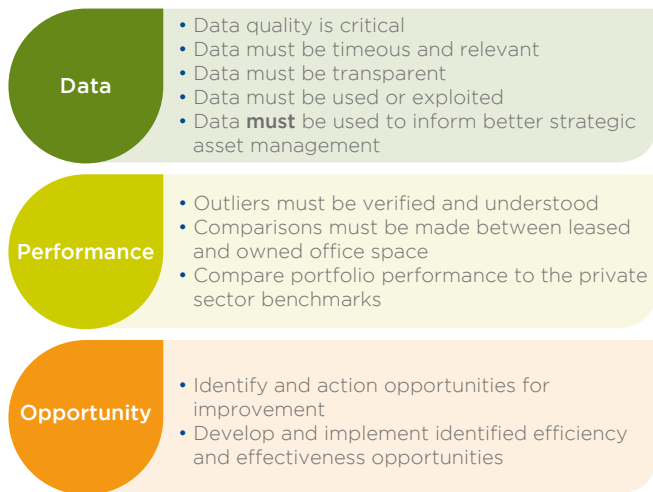 Data
• Data quality is critical
• Data must be timeous and relevant
• Data must be transparent
• Data must be used or exploited
• Data must be used to inform better strategic
asset management
Performance
• Outliers must be verified and understood
• Comparisons must be made between leased
and owned office space
• Compare portfolio performance to the private
sector benchmarks
Opportunity
• Identify and action opportunities for
improvement
• Develop and implement identified efficiency
and effectiveness opportunities